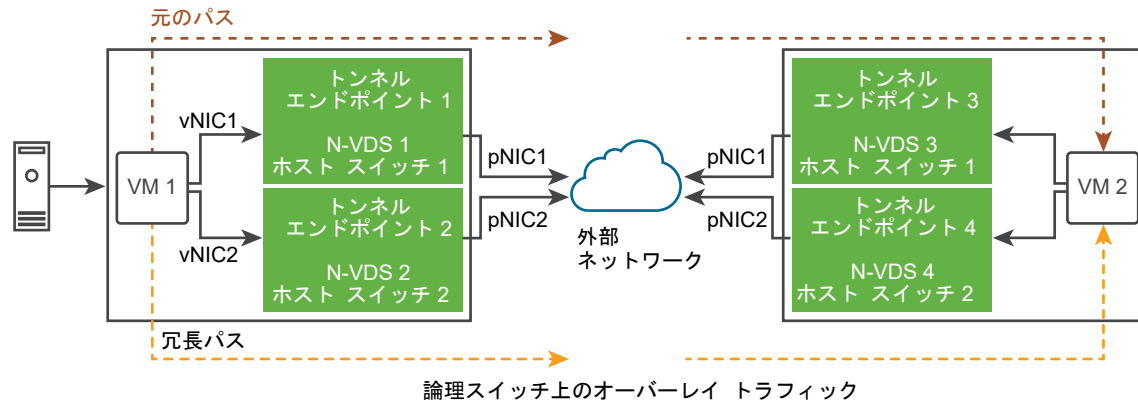 元のパス
トンネル
エンドポイント 1
N-VDS 1
ホスト スイッチ 1
トンネル
エンドポイント 2
N-VDS 2
ホスト スイッチ 2
vNIC1
VM 1
vNIC2
pNIC1
pNIC2
外部
ネットワーク
pNIC1
pNIC2
トンネル
エンドポイント 3
N-VDS 3
ホスト スイッチ 1
トンネル
エンドポイント 4
N-VDS 4
ホスト スイッチ 2
VM 2
冗長パス
論理スイッチ上のオーバーレイ トラフィック